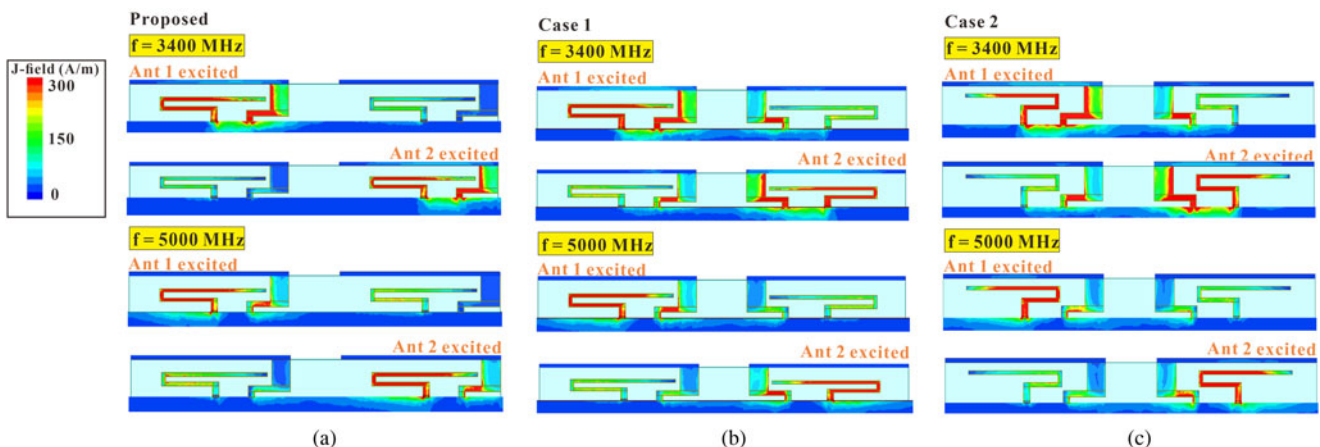 J-field (A/m)
300
150
0
Proposed
f = 3400 MHz
Ant 1 excited
Ant 2 excited
f = 5000 MHz
Ant 1 excited
Ant 2 excited
(a)
Case 1
f = 3400 MHz
Ant 1 excited
Ant 2 excited
f = 5000 MHz
Ant 1 excited
Ant 2 excited
(b)
Case 2
f = 3400 MHz
Ant 1 excited
Ant 2 excited
f = 5000 MHz
Ant 1 excited
Ant 2 excited
(c)